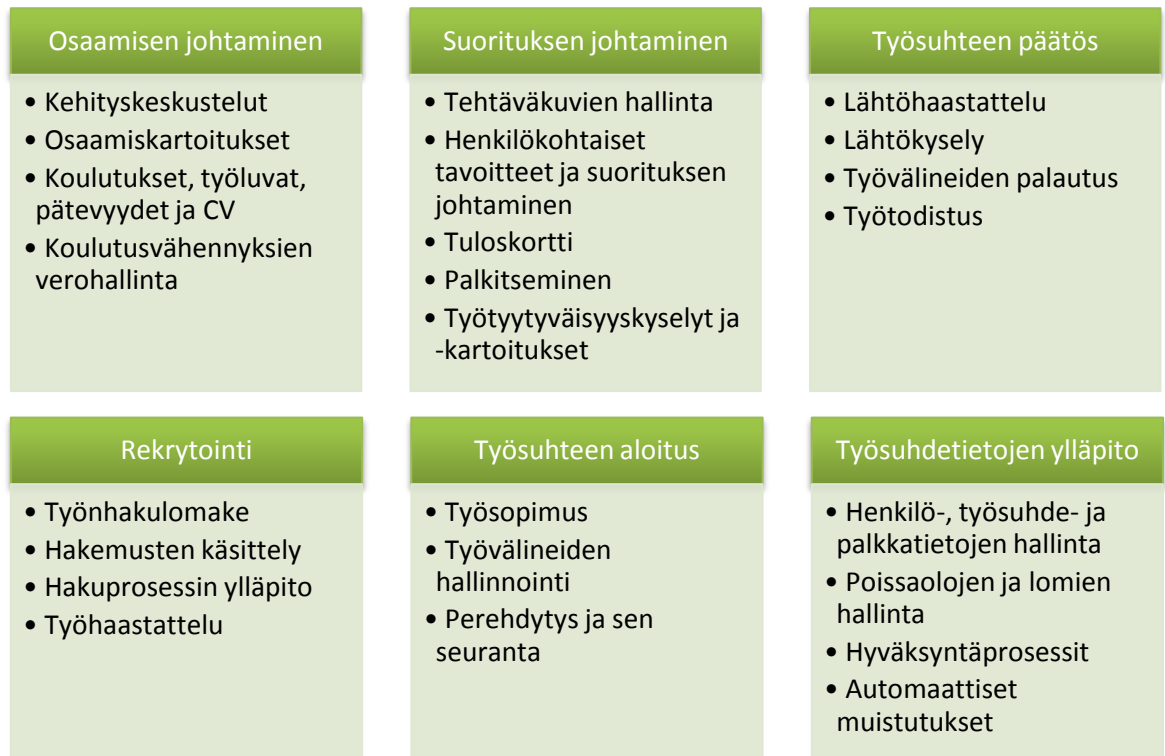 Osaamisen johtaminen
• Kehityskeskustelut
• Osaamiskartoitukset
• Koulutukset, työluvat,
pätevyydet ja CV
• Koulutusvähennyksien
verohallinta
Suorituksen johtaminen
• Tehtäväkuvien hallinta
• Henkilökohtaiset
tavoitteet ja suorituksen
johtaminen
• Tuloskortti
• Palkitseminen
• Työtyytyväisyyskyselyt ja
-kartoitukset
Työsuhteen päätös
• Lähtöhaastattelu
• Lähtökysely
• Työvälineiden palautus
• Työtodistus
Rekrytointi
• Työnhakulomake
• Hakemusten käsittely
• Hakuprosessin ylläpito
• Työhaastattelu
Työsuhteen aloitus
• Työsopimus
• Työvälineiden
hallinnointi
• Perehdytys ja sen
seuranta
Työsuhdetietojen ylläpito
• Henkilö-, työsuhde- ja
palkkatietojen hallinta
• Poissaolojen ja lomien
hallinta
• Hyväksyntäprosessit
• Automaattiset
muistutukset